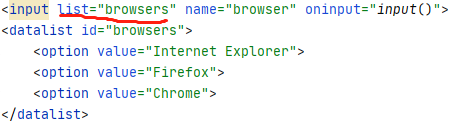 <input list="browsers" name="browser" oninput="input()">
<datalist id="browsers">
<option value="Internet Explorer">
<option value="Firefox">
<option value="Chrome">
</datalist>